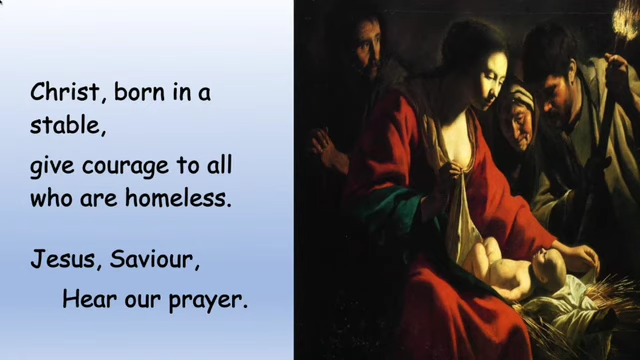 Christ, born in a
stable,
give courage to all
who are homeless.
Jesus, Saviour,
Hear our prayer.